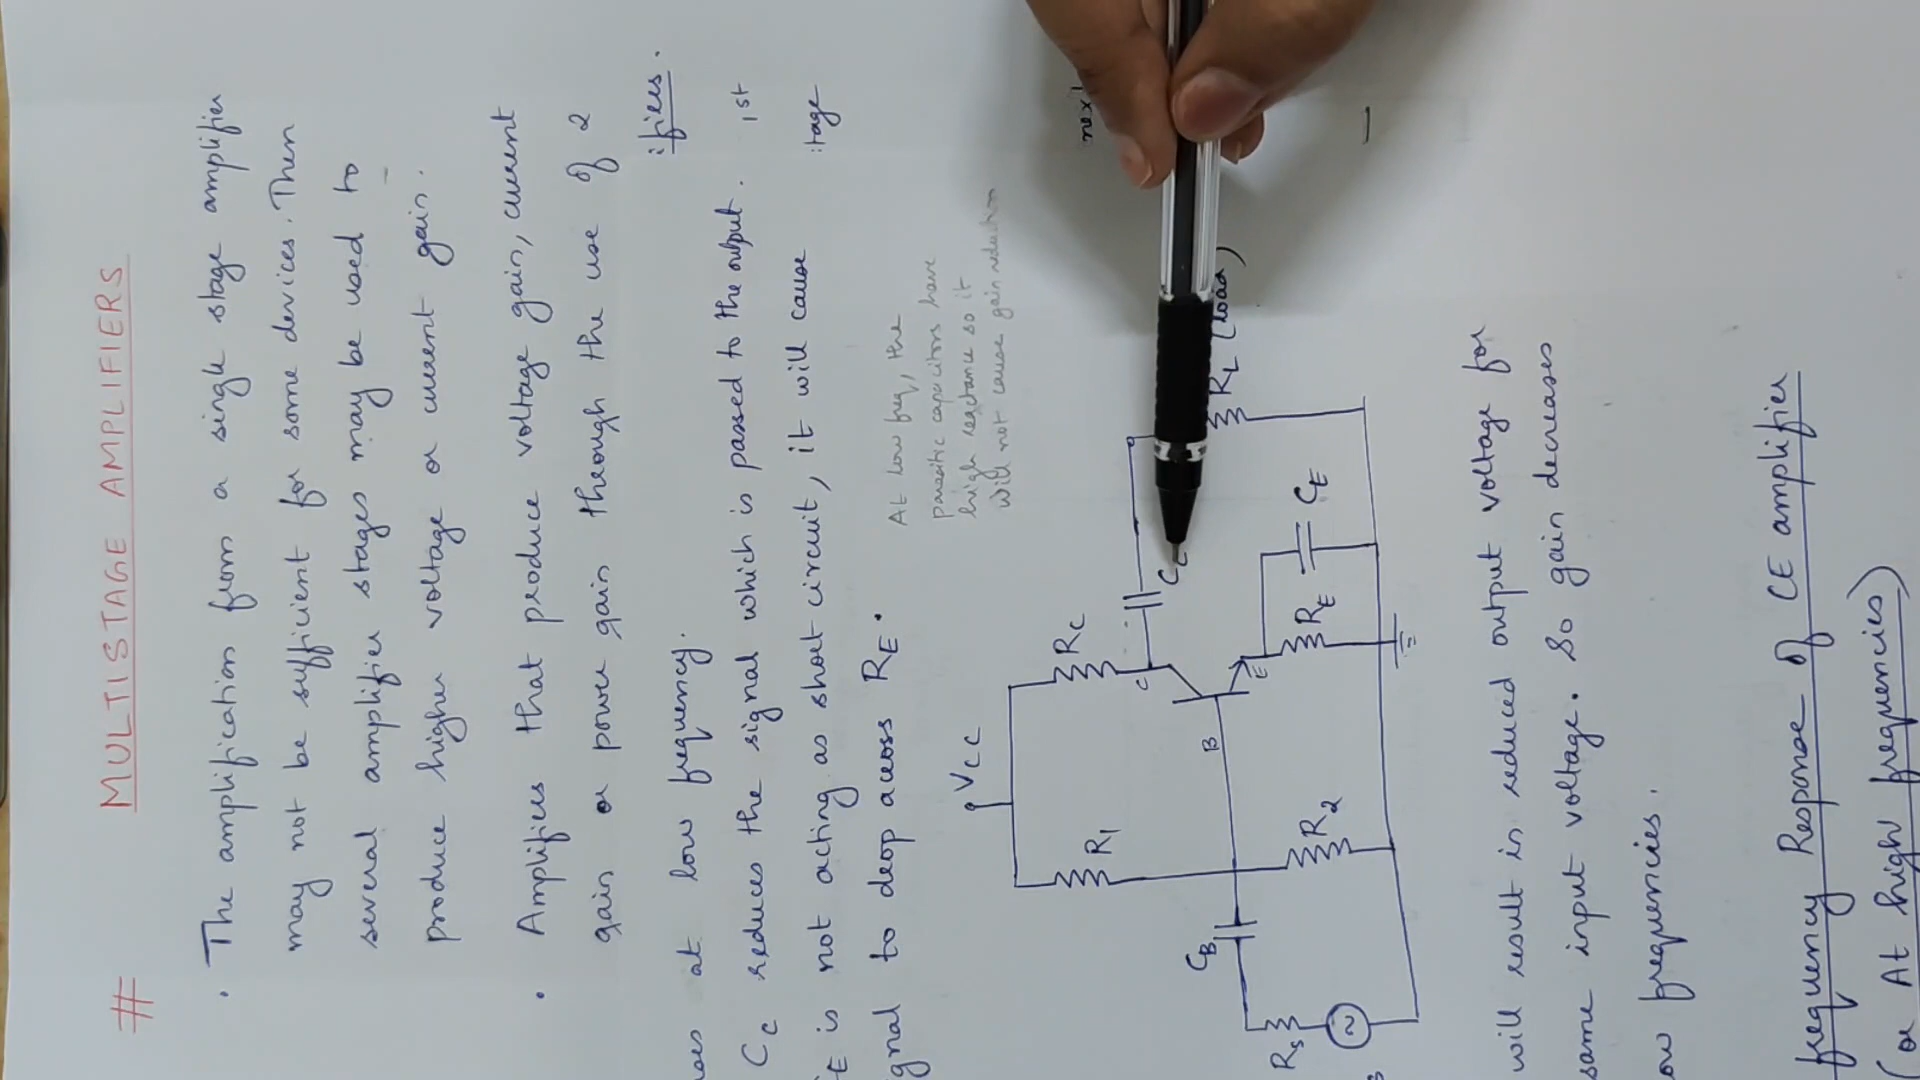 # MULTISTAGE AMPLIFIERS
· The amplification from a single stage amplifier
may not be sufficient for some devices. Then
several amplifier stages may be used to
produce higher voltage or current gain.
· Amplifiers that produce voltage gain, current
gain or power gain through the use of 2
ifiers.
at low frequency.
Cc reduces the signal which is passed to the output. 1st
E is not acting as short circuit, it will cause
to drop across RE.
At low freq, the
parasitic capacitors have
high reactance so it
will not cause gain reduction
VCC
R1
RC
C
CC
B
E
RE
CE
RL (load)
CB
R2
RS
will result in reduced output voltage for
same input voltage. So gain decreases
frequencies.
frequency Response of CE amplifier
(or At high frequencies)